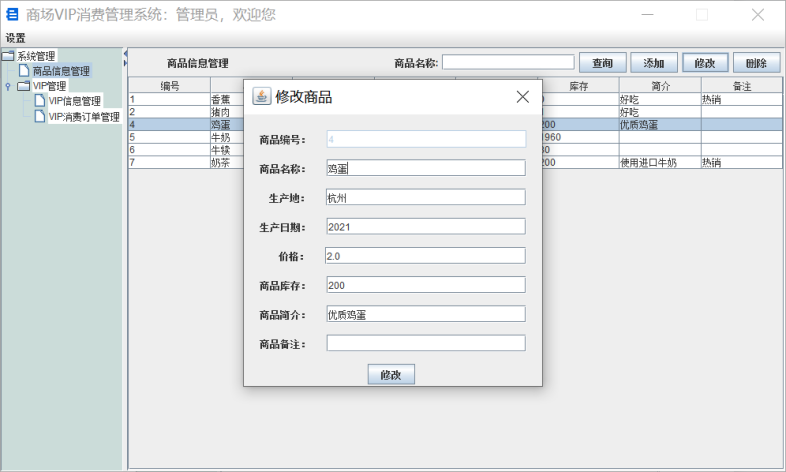 商场VIP消费管理系统：管理员，欢迎您
设置
系统管理
商品信息管理
VIP管理
VIP信息管理
VIP消费订单管理
商品信息管理 商品名称: 查询 添加 修改 删除
编号 库存 简介 备注
1 香蕉 好吃 热销
2 猪肉 好吃
4 鸡蛋 200 优质鸡蛋
5 牛奶 1960
6 牛犊
7 奶茶 200 使用进口牛奶 热销
修改商品
商品编号： 4
商品名称： 鸡蛋
生产地： 杭州
生产日期： 2021
价格： 2.0
商品库存： 200
商品简介： 优质鸡蛋
商品备注：
修改